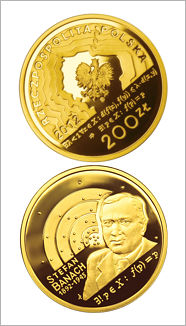 RZECZPOSPOLITA POLSKA
2012
200 ZŁ
∃! p ∈ X : f(p) = p
STEFAN
BANACH
1892-1945
∃! p ∈ X : f(p) = p